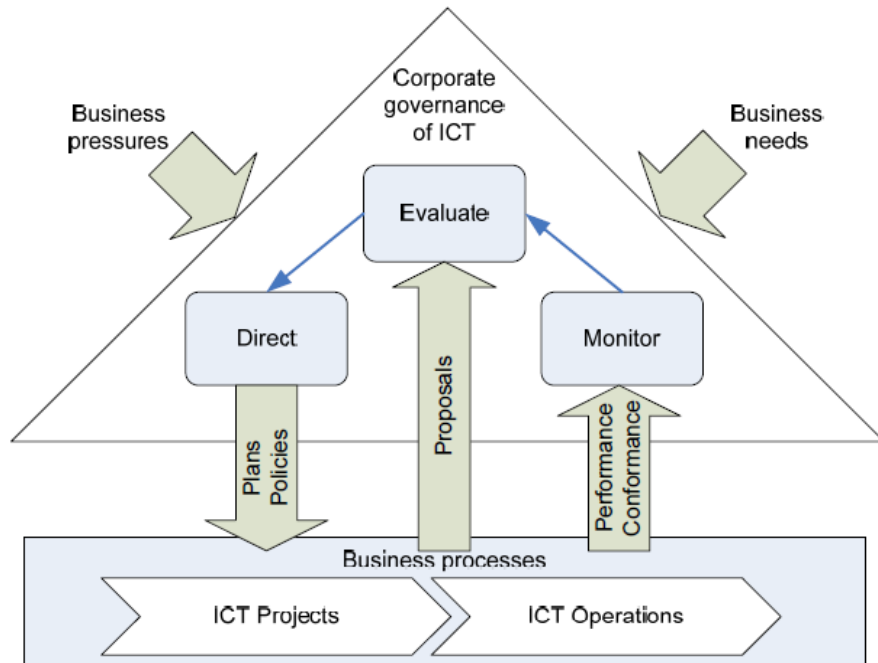 Corporate
governance
of ICT
Business
pressures
Business
needs
Evaluate
Direct
Monitor
Plans
Policies
Proposals
Performance
Conformance
Business processes
ICT Projects
ICT Operations